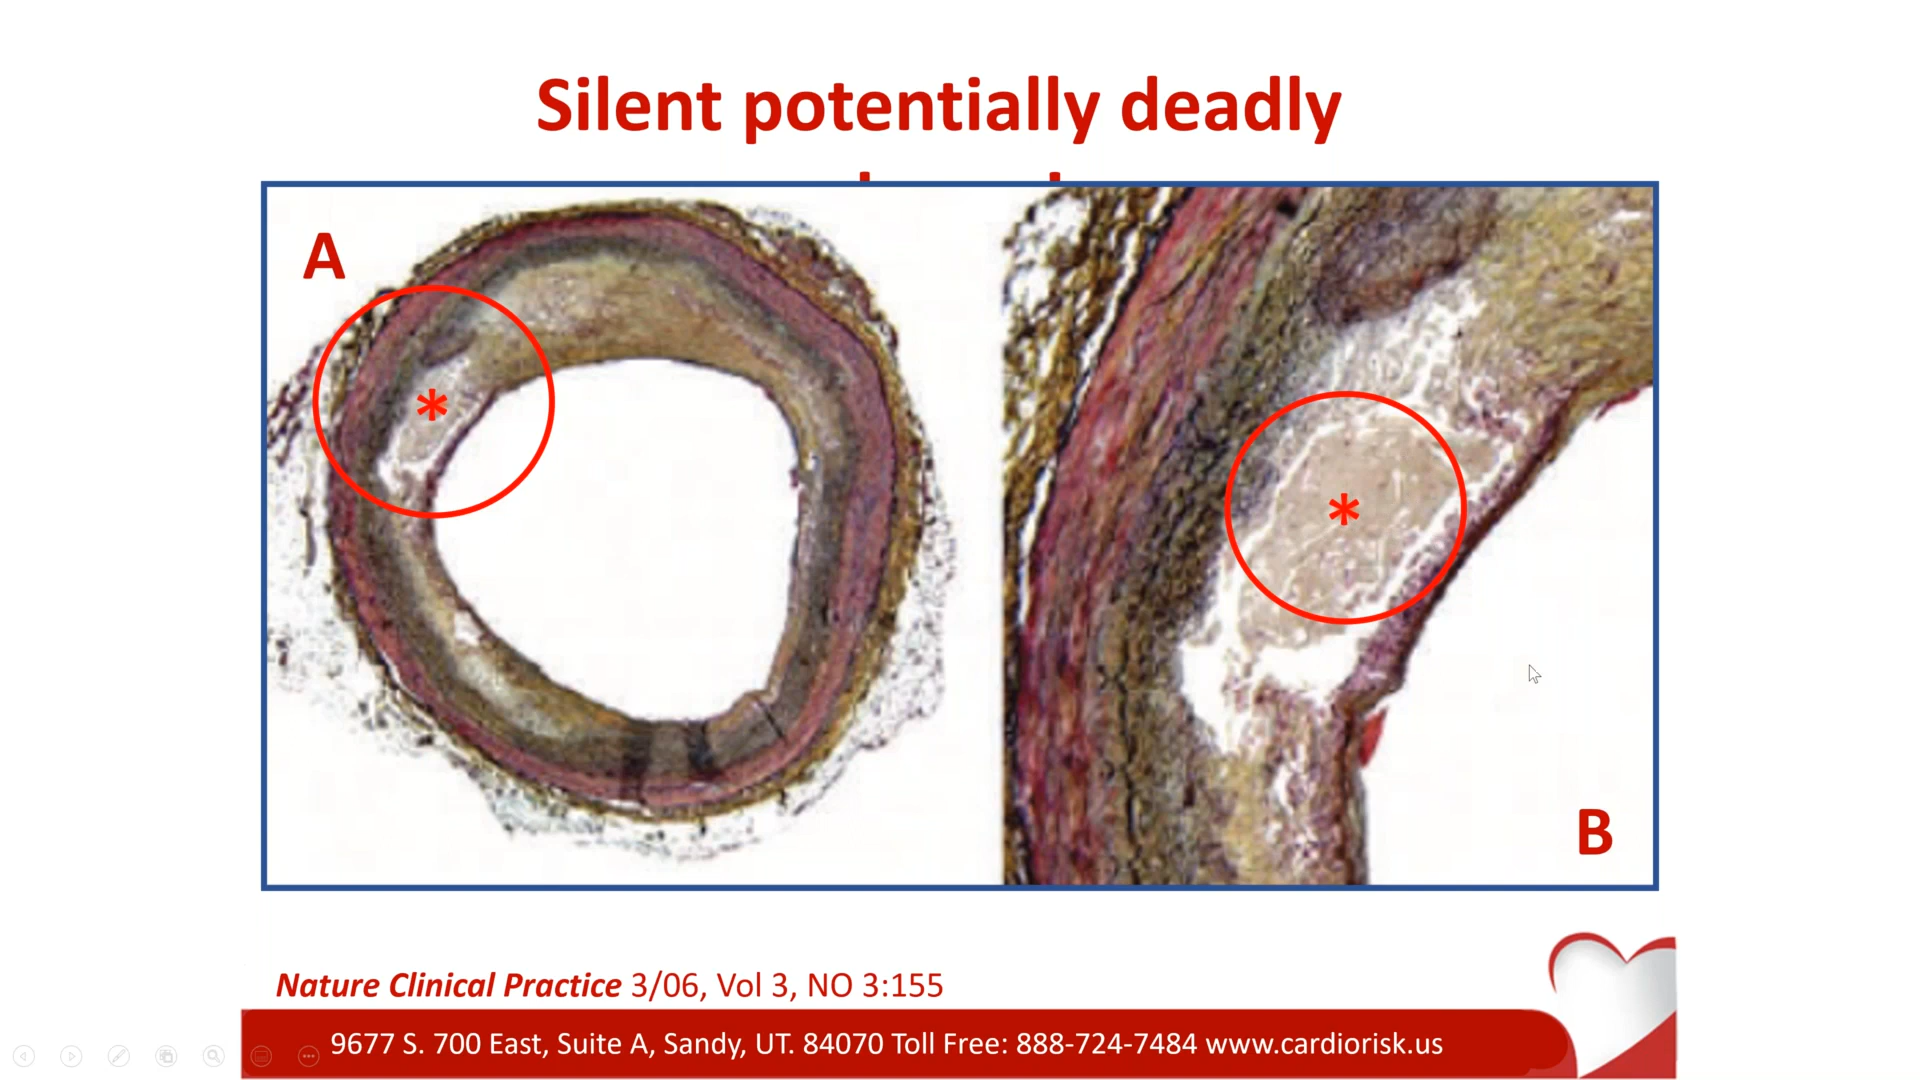 Silent potentially deadly
A
*
*
B
Nature Clinical Practice 3/06, Vol 3, NO 3:155
9677 S. 700 East, Suite A, Sandy, UT. 84070 Toll Free: 888-724-7484 www.cardiorisk.us